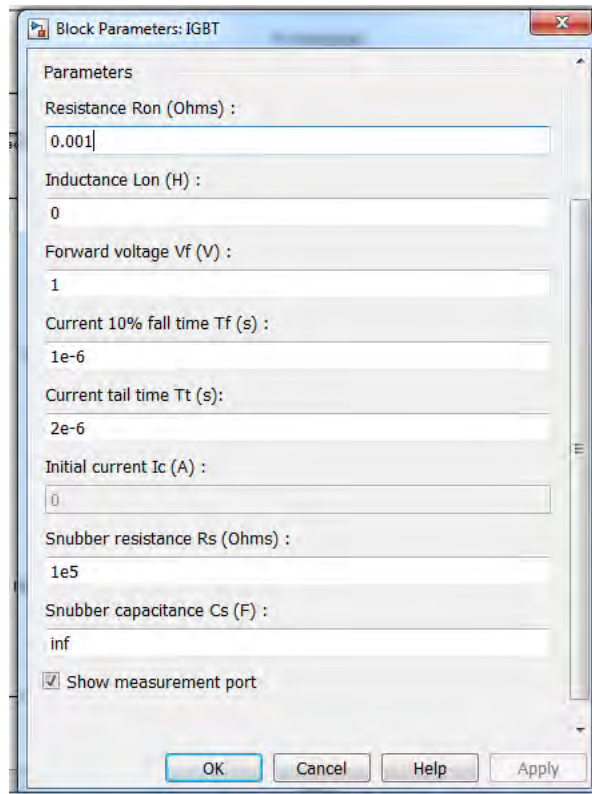 Block Parameters: IGBT
Parameters
Resistance Ron (Ohms) :
0.001
Inductance Lon (H) :
0
Forward voltage Vf (V) :
1
Current 10% fall time Tf (s) :
1e-6
Current tail time Tt (s):
2e-6
Initial current Ic (A) :
0
Snubber resistance Rs (Ohms) :
1e5
Snubber capacitance Cs (F) :
inf
Show measurement port
OK Cancel Help Apply